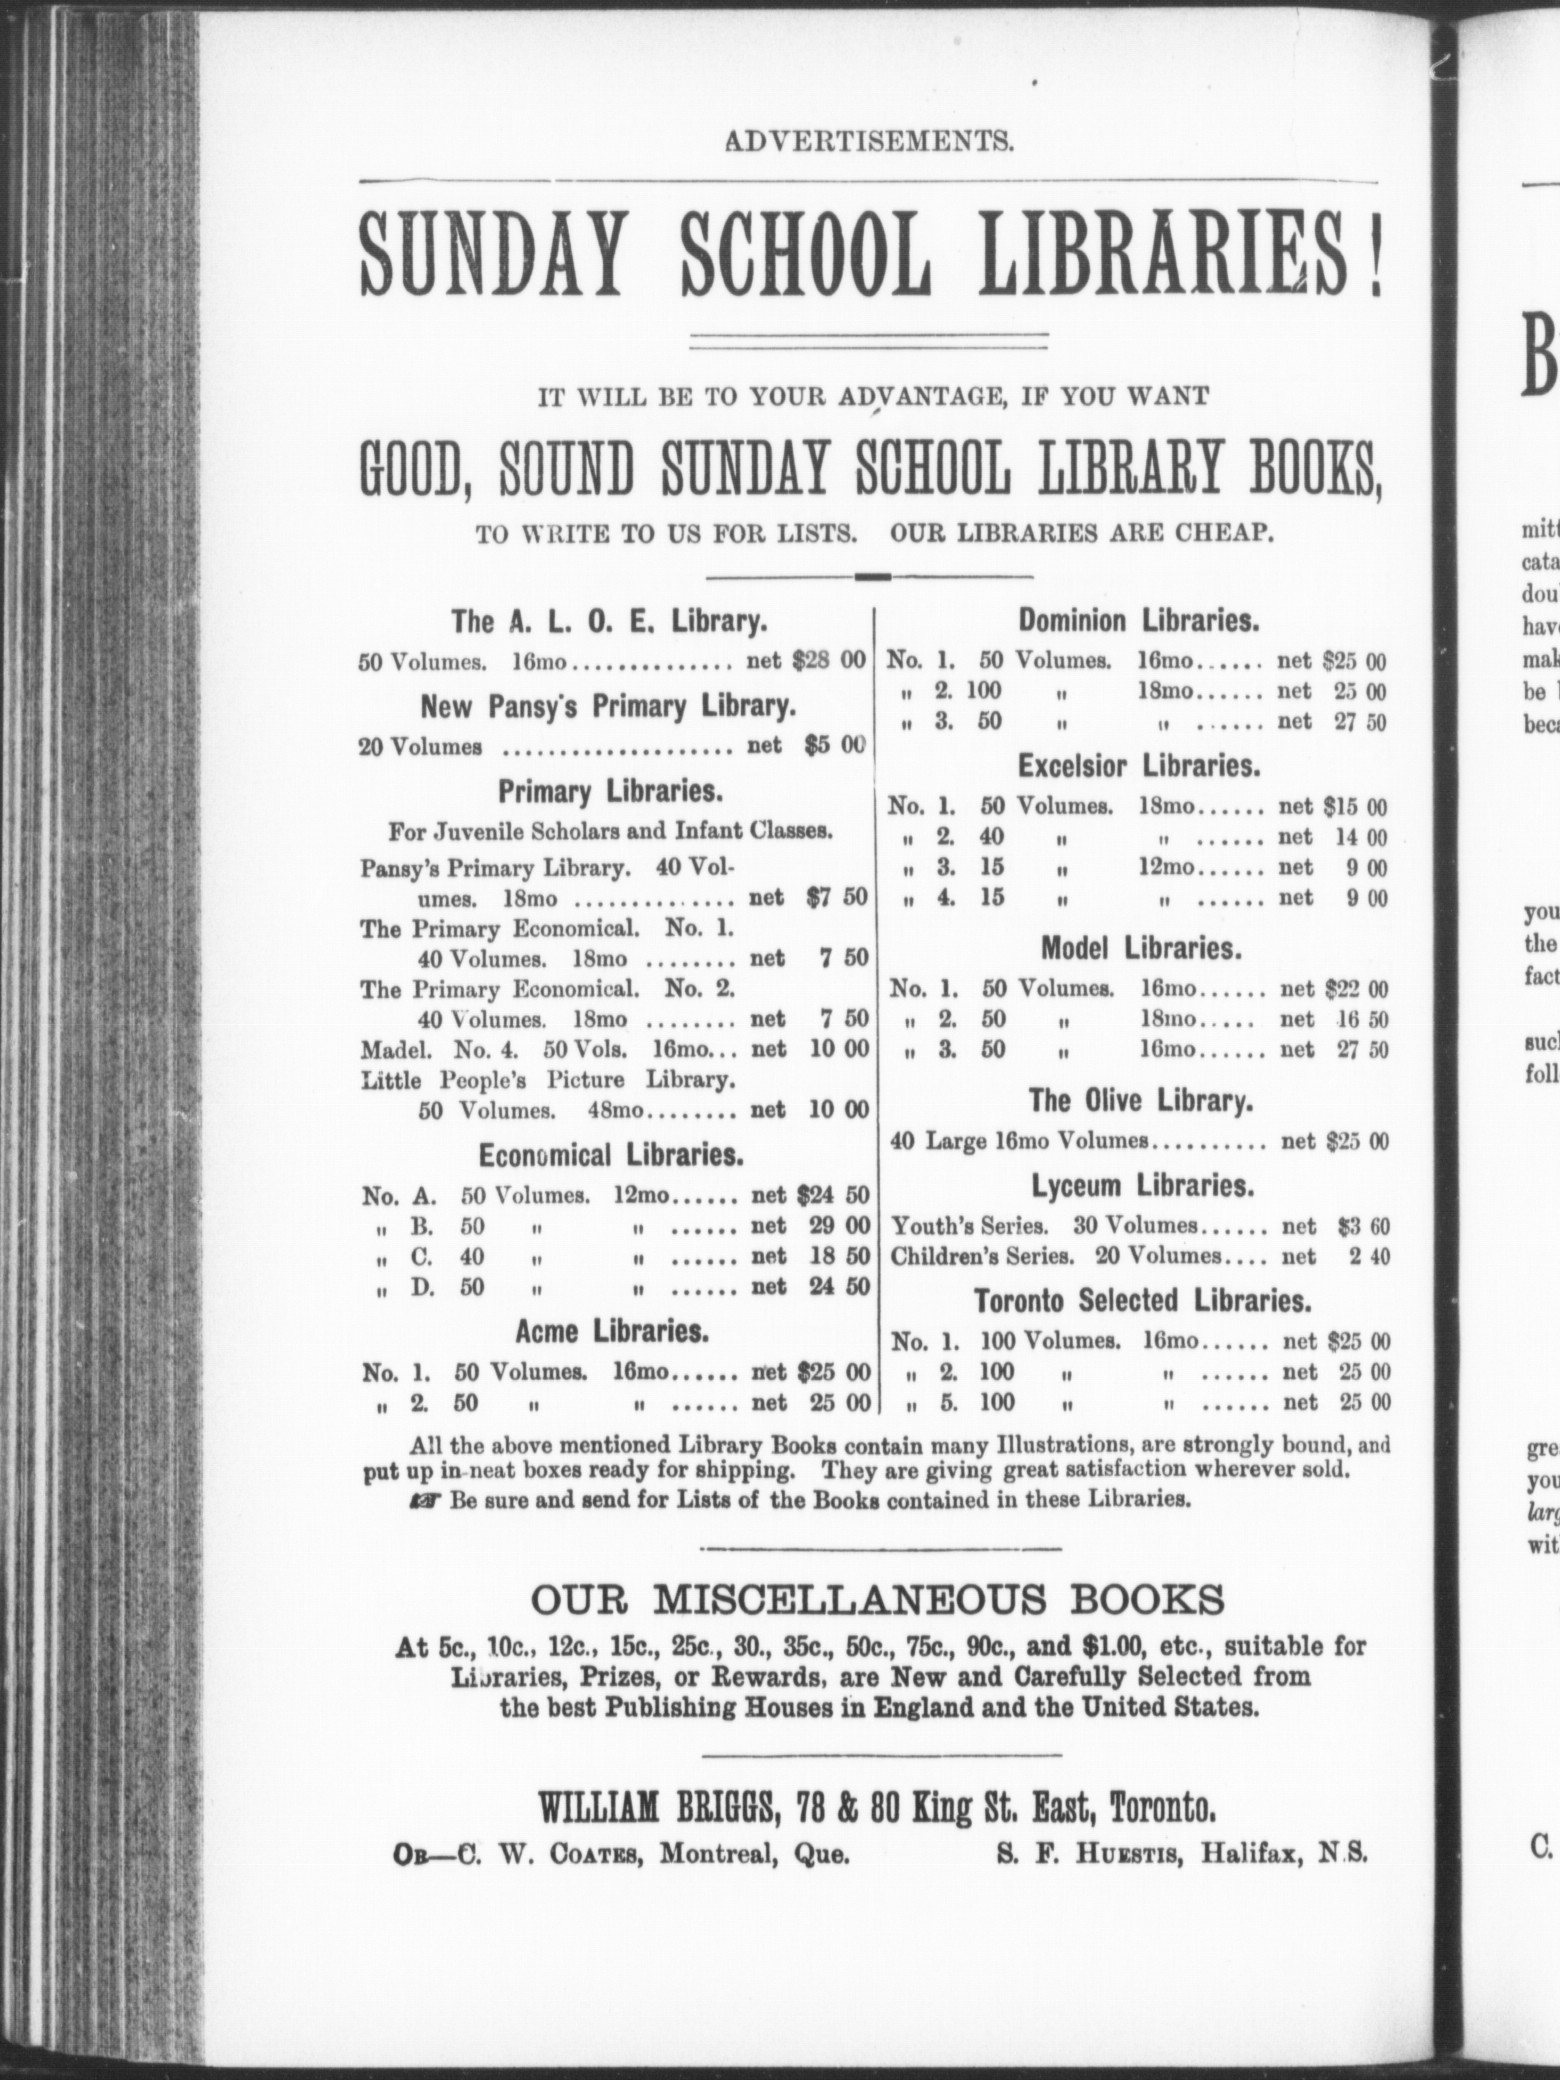 ADVERTISEMENTS.
SUNDAY SCHOOL LIBRARIES!
IT WILL BE TO YOUR ADVANTAGE, IF YOU WANT
GOOD, SOUND SUNDAY SCHOOL LIBRARY BOOKS,
TO WRITE TO US FOR LISTS. OUR LIBRARIES ARE CHEAP.
The A. L. O. E. Library.
50 Volumes. 16mo.............. net $28 00
New Pansy's Primary Library.
20 Volumes .................... net $5 00
Primary Libraries.
For Juvenile Scholars and Infant Classes.
Pansy's Primary Library. 40 Vol-
umes. 18mo .............. net $7 50
The Primary Economical. No. 1.
40 Volumes. 18mo ........ net 7 50
The Primary Economical. No. 2.
40 Volumes. 18mo ........ net 7 50
Madel. No. 4. 50 Vols. 16mo... net 10 00
Little People's Picture Library.
50 Volumes. 48mo........ net 10 00
Economical Libraries.
No. A. 50 Volumes. 12mo...... net $24 50
" B. 50 " " ...... net 29 00
" C. 40 " " ...... net 18 50
" D. 50 " " ...... net 24 50
Acme Libraries.
No. 1. 50 Volumes. 16mo...... net $25 00
" 2. 50 " " ...... net 25 00
Dominion Libraries.
No. 1. 50 Volumes. 16mo...... net $25 00
" 2. 100 " 18mo...... net 25 00
" 3. 50 " " ...... net 27 50
Excelsior Libraries.
No. 1. 50 Volumes. 18mo...... net $15 00
" 2. 40 " " ...... net 14 00
" 3. 15 " 12mo...... net 9 00
" 4. 15 " " ...... net 9 00
Model Libraries.
No. 1. 50 Volumes. 16mo...... net $22 00
" 2. 50 " 18mo..... net 16 50
" 3. 50 " 16mo...... net 27 50
The Olive Library.
40 Large 16mo Volumes.......... net $25 00
Lyceum Libraries.
Youth's Series. 30 Volumes...... net $3 60
Children's Series. 20 Volumes.... net 2 40
Toronto Selected Libraries.
No. 1. 100 Volumes. 16mo...... net $25 00
" 2. 100 " " ...... net 25 00
" 5. 100 " " ...... net 25 00
All the above mentioned Library Books contain many Illustrations, are strongly bound, and
put up in neat boxes ready for shipping. They are giving great satisfaction wherever sold.
☞ Be sure and send for Lists of the Books contained in these Libraries.
OUR MISCELLANEOUS BOOKS
At 5c., 10c., 12c., 15c., 25c., 30., 35c., 50c., 75c., 90c., and $1.00, etc., suitable for
Libraries, Prizes, or Rewards, are New and Carefully Selected from
the best Publishing Houses in England and the United States.
WILLIAM BRIGGS, 78 & 80 King St. East, Toronto.
OR—C. W. COATES, Montreal, Que. S. F. HUESTIS, Halifax, N.S.
be
the
you
C.